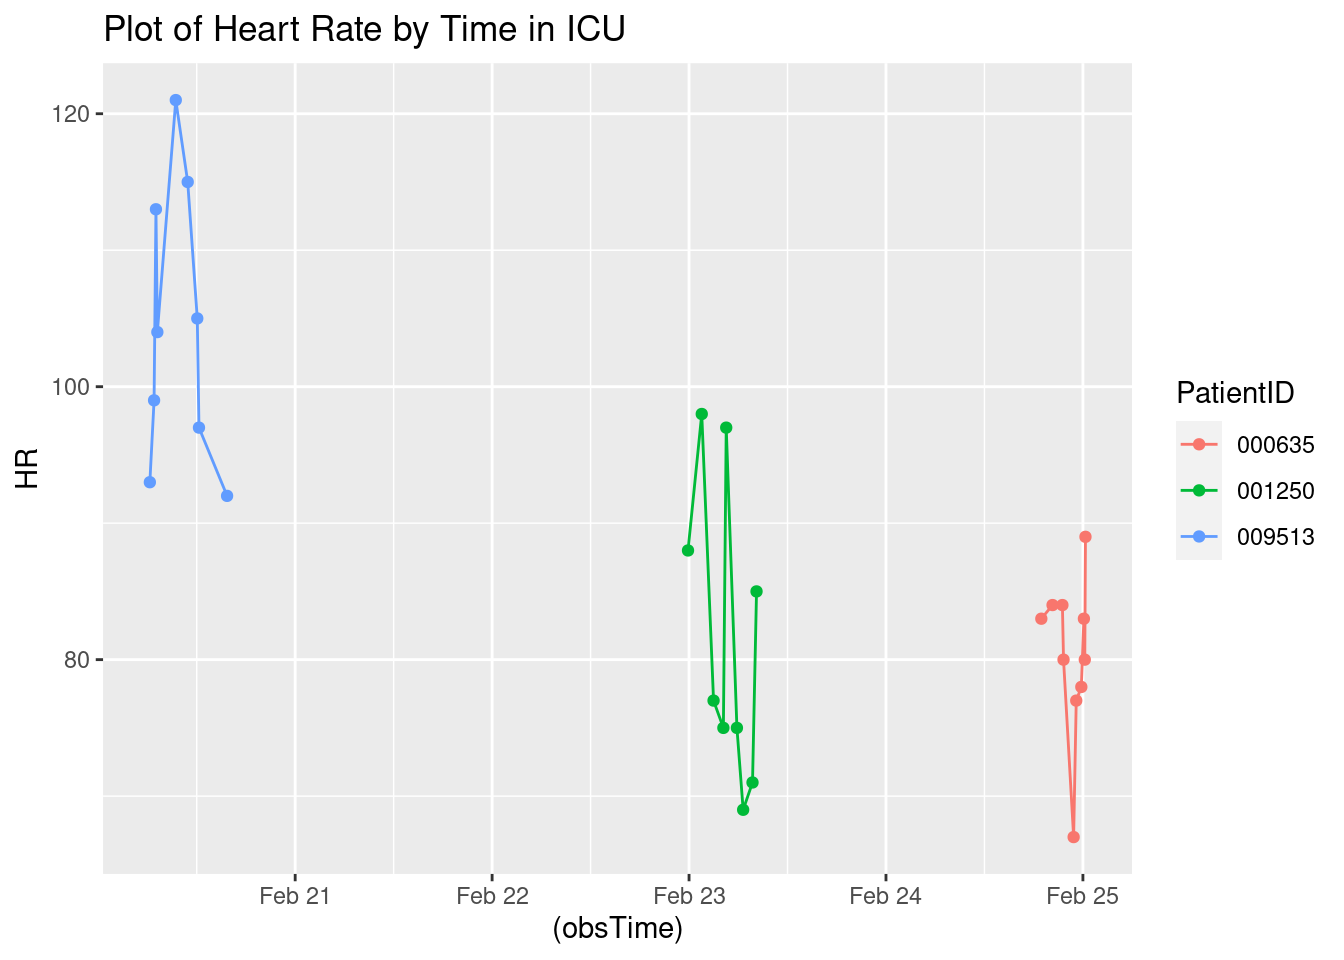 Plot of Heart Rate by Time in ICU
120
100
80
HR
Feb 21
Feb 22
Feb 23
Feb 24
Feb 25
(obsTime)
PatientID
000635
001250
009513